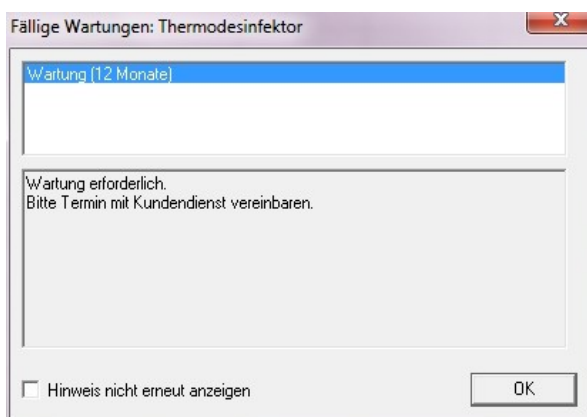 Fällige Wartungen: Thermodesinfektor
Wartung (12 Monate)
Wartung erforderlich.
Bitte Termin mit Kundendienst vereinbaren.
Hinweis nicht erneut anzeigen
OK